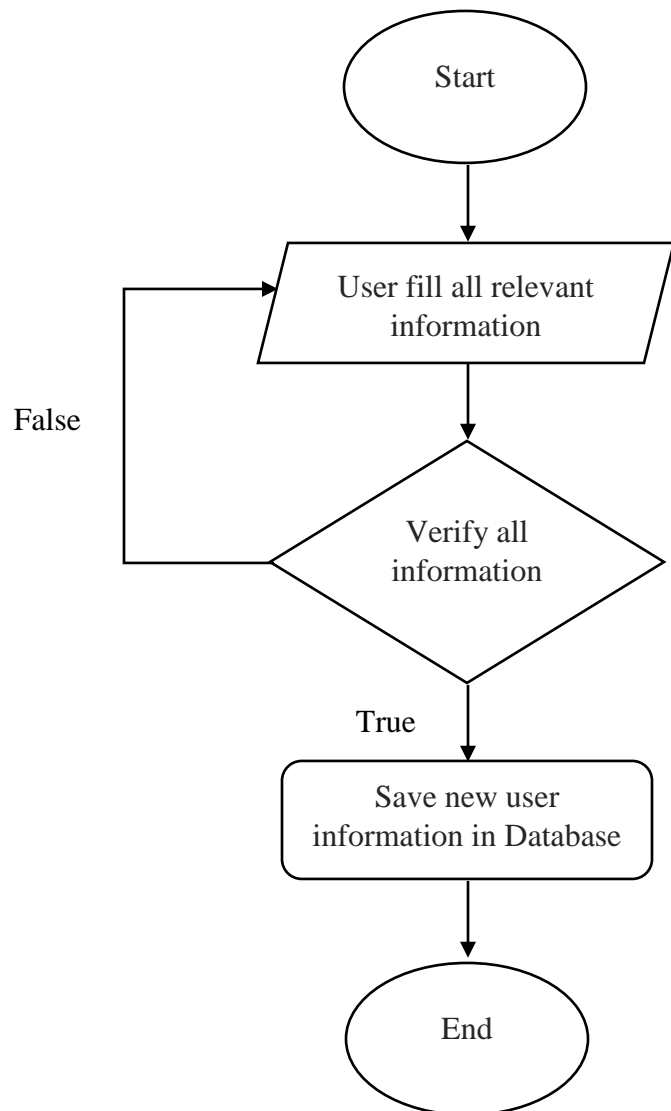 Start
User fill all relevant
information
False
Verify all
information
True
Save new user
information in Database
End